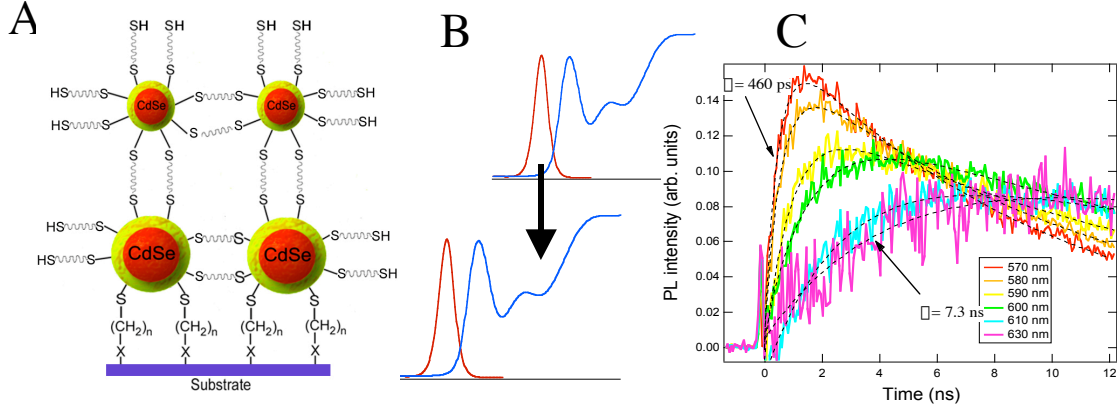 A
SH SH SH SH
S S S S
HS S CdSe S S CdSe S SH
HS S S S S SH
S S S S
HS S S S S SH
HS S CdSe S S CdSe S SH
S S S S
(CH2)n (CH2)n (CH2)n (CH2)n
X X X X
Substrate
B
C
PL intensity (arb. units)
0.14
0.12
0.10
0.08
0.06
0.04
0.02
0.00
▯= 460 ps
▯= 7.3 ns
570 nm
580 nm
590 nm
600 nm
610 nm
630 nm
0 2 4 6 8 10 12
Time (ns)